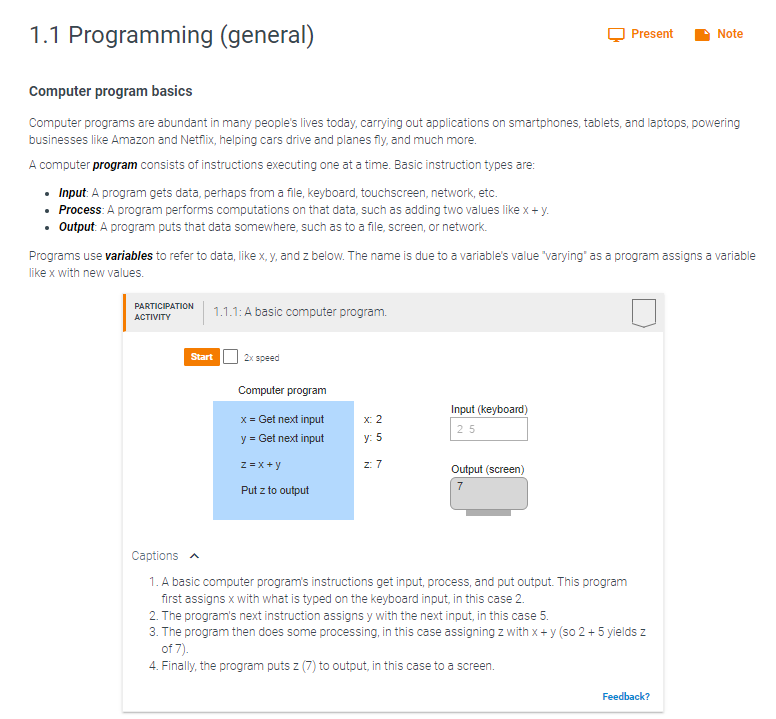 1.1 Programming (general)
Present
Note
Computer program basics
Computer programs are abundant in many people's lives today, carrying out applications on smartphones, tablets, and laptops, powering
businesses like Amazon and Netflix, helping cars drive and planes fly, and much more.
A computer program consists of instructions executing one at a time. Basic instruction types are:
• Input: A program gets data, perhaps from a file, keyboard, touchscreen, network, etc.
• Process: A program performs computations on that data, such as adding two values like x + y.
• Output: A program puts that data somewhere, such as to a file, screen, or network.
Programs use variables to refer to data, like x, y, and z below. The name is due to a variable's value "varying" as a program assigns a variable
like x with new values.
PARTICIPATION
ACTIVITY
1.1.1: A basic computer program.
Start
2x speed
Computer program
x = Get next input
x: 2
y = Get next input
y: 5
z = x + y
z: 7
Put z to output
Input (keyboard)
2 5
Output (screen)
7
Captions
1. A basic computer program's instructions get input, process, and put output. This program
first assigns x with what is typed on the keyboard input, in this case 2.
2. The program's next instruction assigns y with the next input, in this case 5.
3. The program then does some processing, in this case assigning z with x + y (so 2 + 5 yields z
of 7).
4. Finally, the program puts z (7) to output, in this case to a screen.
Feedback?